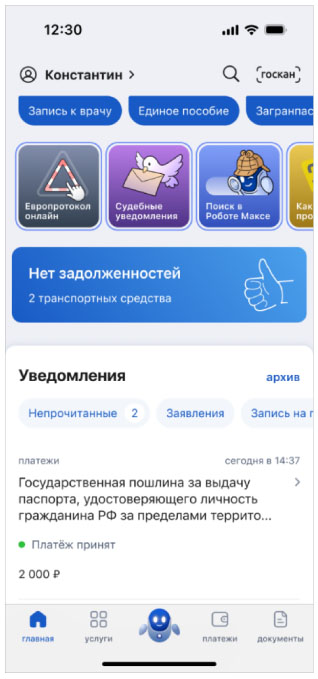 12:30
Константин
госкан
Запись к врачу
Единое пособие
Загранпас
Европротокол
онлайн
Судебные
уведомления
Поиск в
Роботе Максе
Как
про
Нет задолженностей
2 транспортных средства
Уведомления
архив
Непрочитанные 2
Заявления
Запись на п
платежи
сегодня в 14:37
Государственная пошлина за выдачу
паспорта, удостоверяющего личность
гражданина РФ за пределами террито...
Платёж принят
2 000 ₽
главная
услуги
платежи
документы